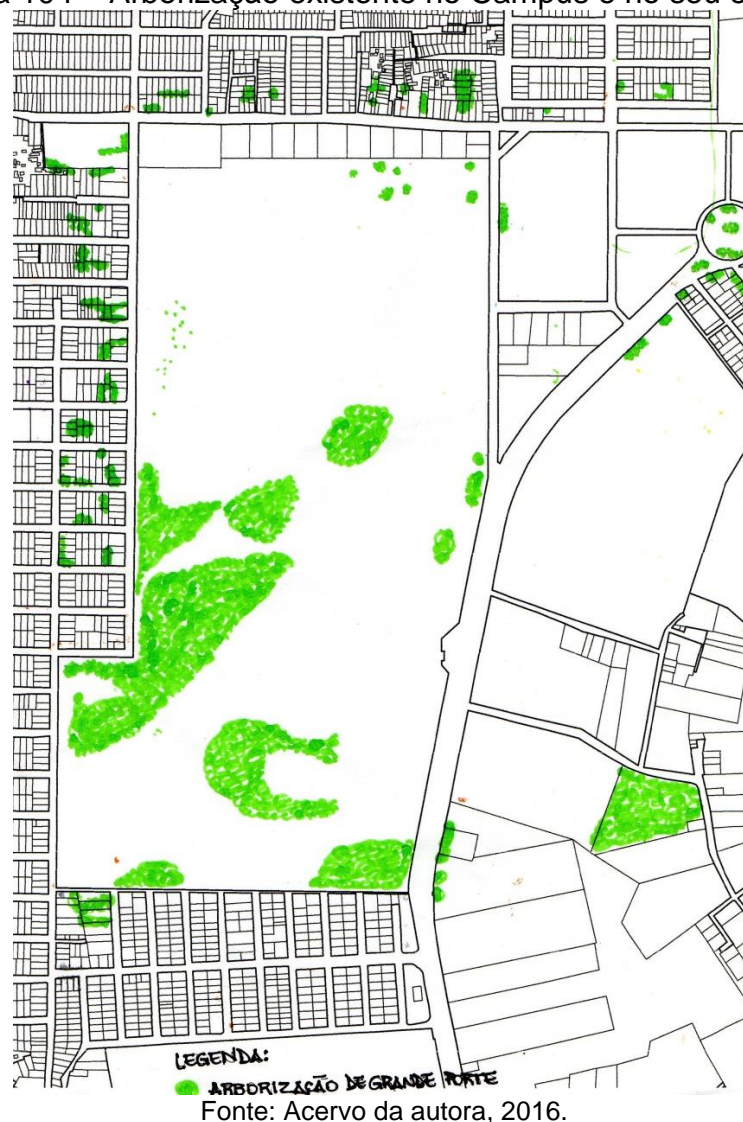 Arborização existente no Campus e no seu
LEGENDA:
ARBORIZAÇÃO DE GRANDE PORTE
Fonte: Acervo da autora, 2016.